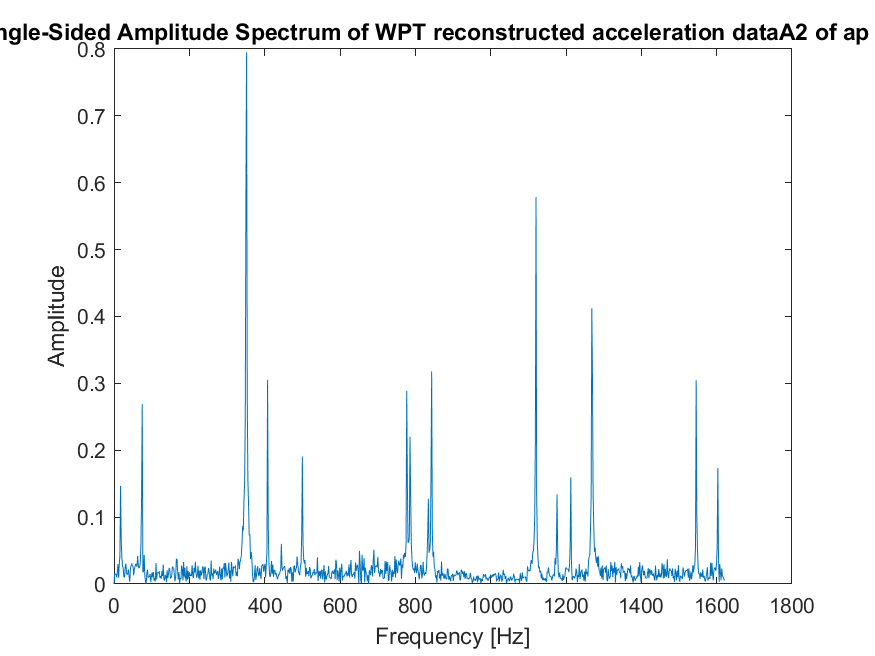 ngle-Sided Amplitude Spectrum of WPT reconstructed acceleration dataA2 of ap
0.8
0.7
0.6
0.5
0.4
0.3
0.2
0.1
0
Amplitude
0 200 400 600 800 1000 1200 1400 1600 1800
Frequency [Hz]